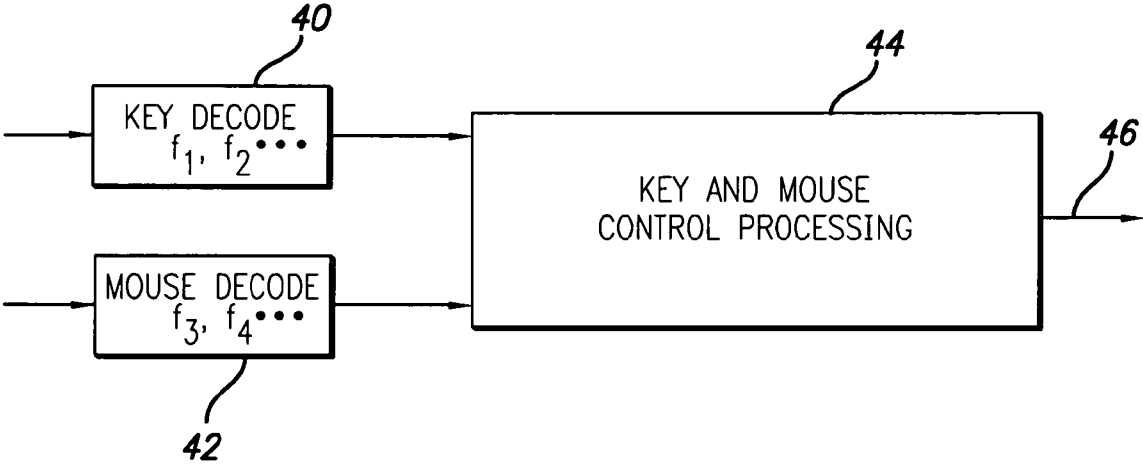 40
KEY DECODE
f₁, f₂ •••
44
KEY AND MOUSE
CONTROL PROCESSING
46
MOUSE DECODE
f₃, f₄ •••
42